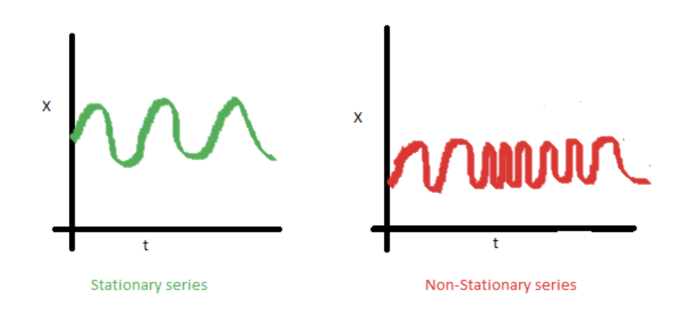 X
t
Stationary series
X
t
Non-Stationary series